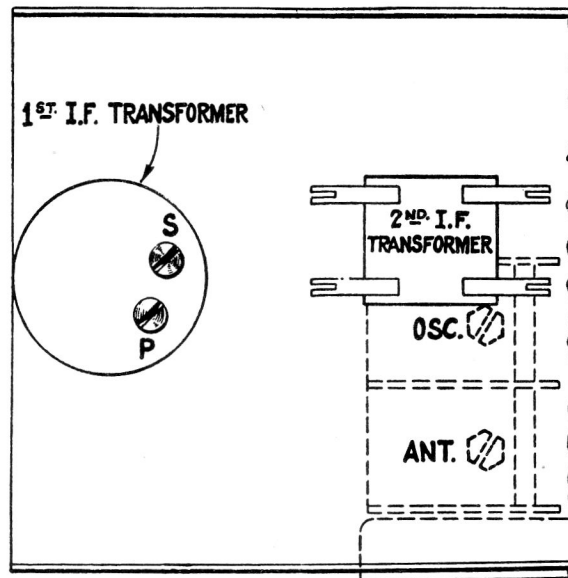 1ST. I.F. TRANSFORMER
S
P
2ND. I.F.
TRANSFORMER
OSC.
ANT.